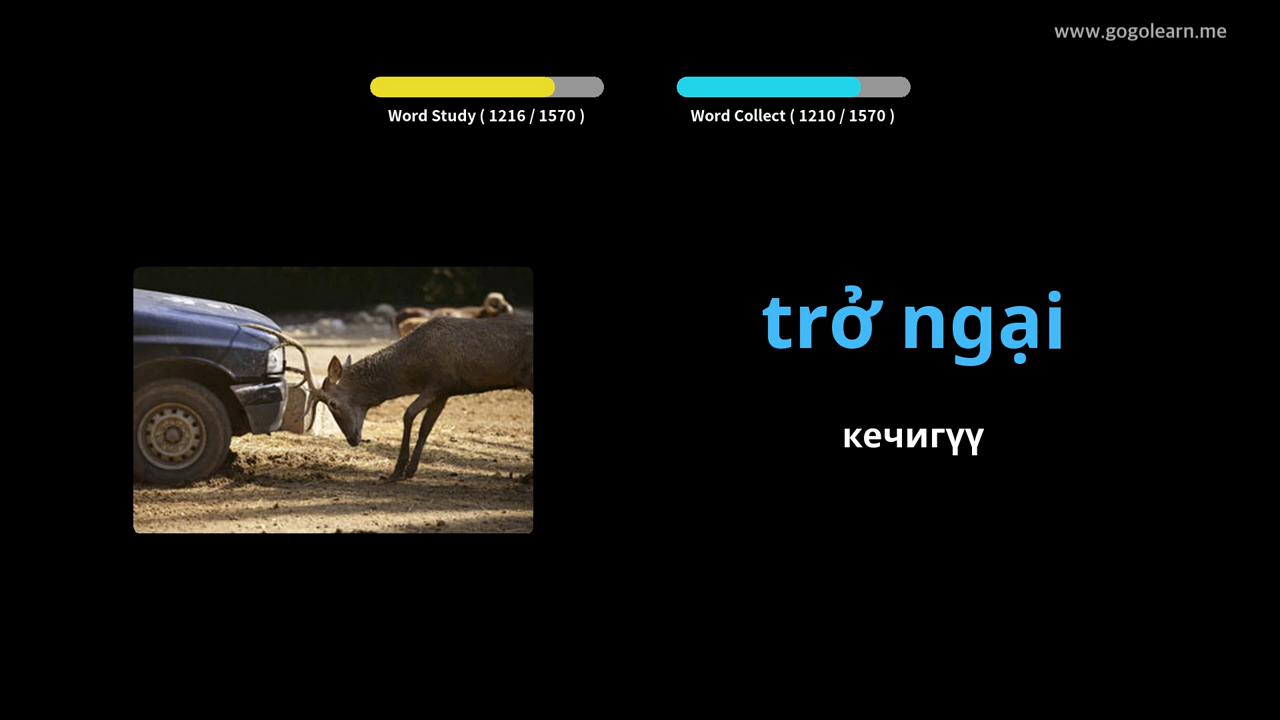 www.gogolearn.me
Word Study ( 1216 / 1570 )
Word Collect ( 1210 / 1570 )
trở ngại
кечигүү